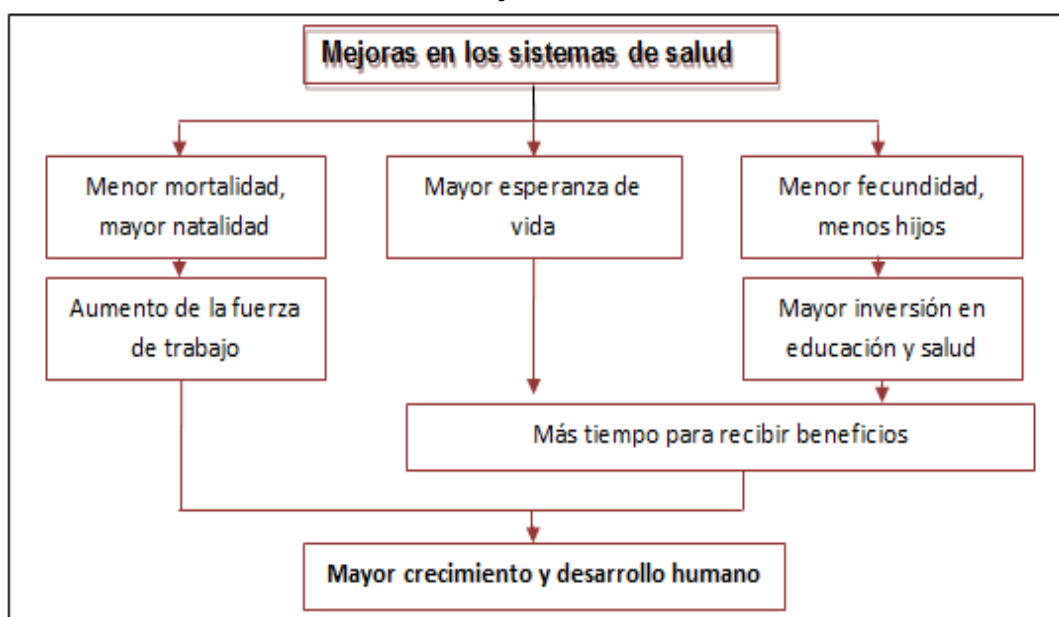 Mejoras en los sistemas de salud
Menor mortalidad,
mayor natalidad
Mayor esperanza de
vida
Menor fecundidad,
menos hijos
Aumento de la fuerza
de trabajo
Mayor inversión en
educación y salud
Más tiempo para recibir beneficios
Mayor crecimiento y desarrollo humano